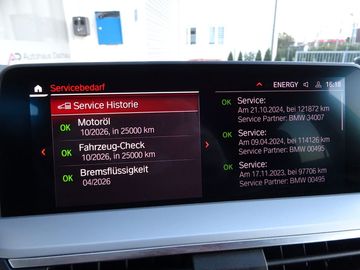 Autohaus
Servicebedarf
ENERGY 16:18
Service Historie
OK Motoröl
10/2026, in 25000 km
OK Fahrzeug-Check
10/2026, in 25000 km
OK Bremsflüssigkeit
04/2026
OK Service:
Am 21.10.2024, bei 121872 km
Service Partner: BMW 34007
OK Service:
Am 09.04.2024, bei 114126 km
Service Partner: BMW 00495
OK Service:
Am 17.11.2023, bei 97706 km
Service Partner: BMW 00495